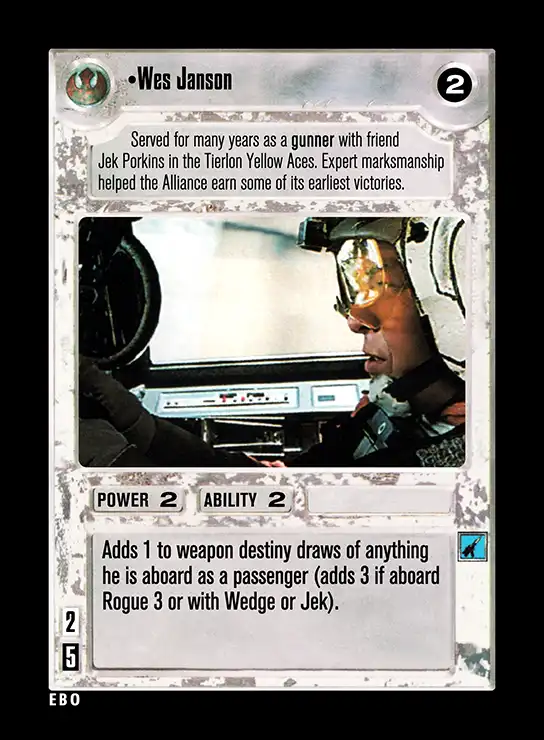 •Wes Janson
2
Served for many years as a gunner with friend
Jek Porkins in the Tierlon Yellow Aces. Expert marksmanship
helped the Alliance earn some of its earliest victories.
POWER 2 ABILITY 2
Adds 1 to weapon destiny draws of anything
he is aboard as a passenger (adds 3 if aboard
Rogue 3 or with Wedge or Jek).
2
5
EBO